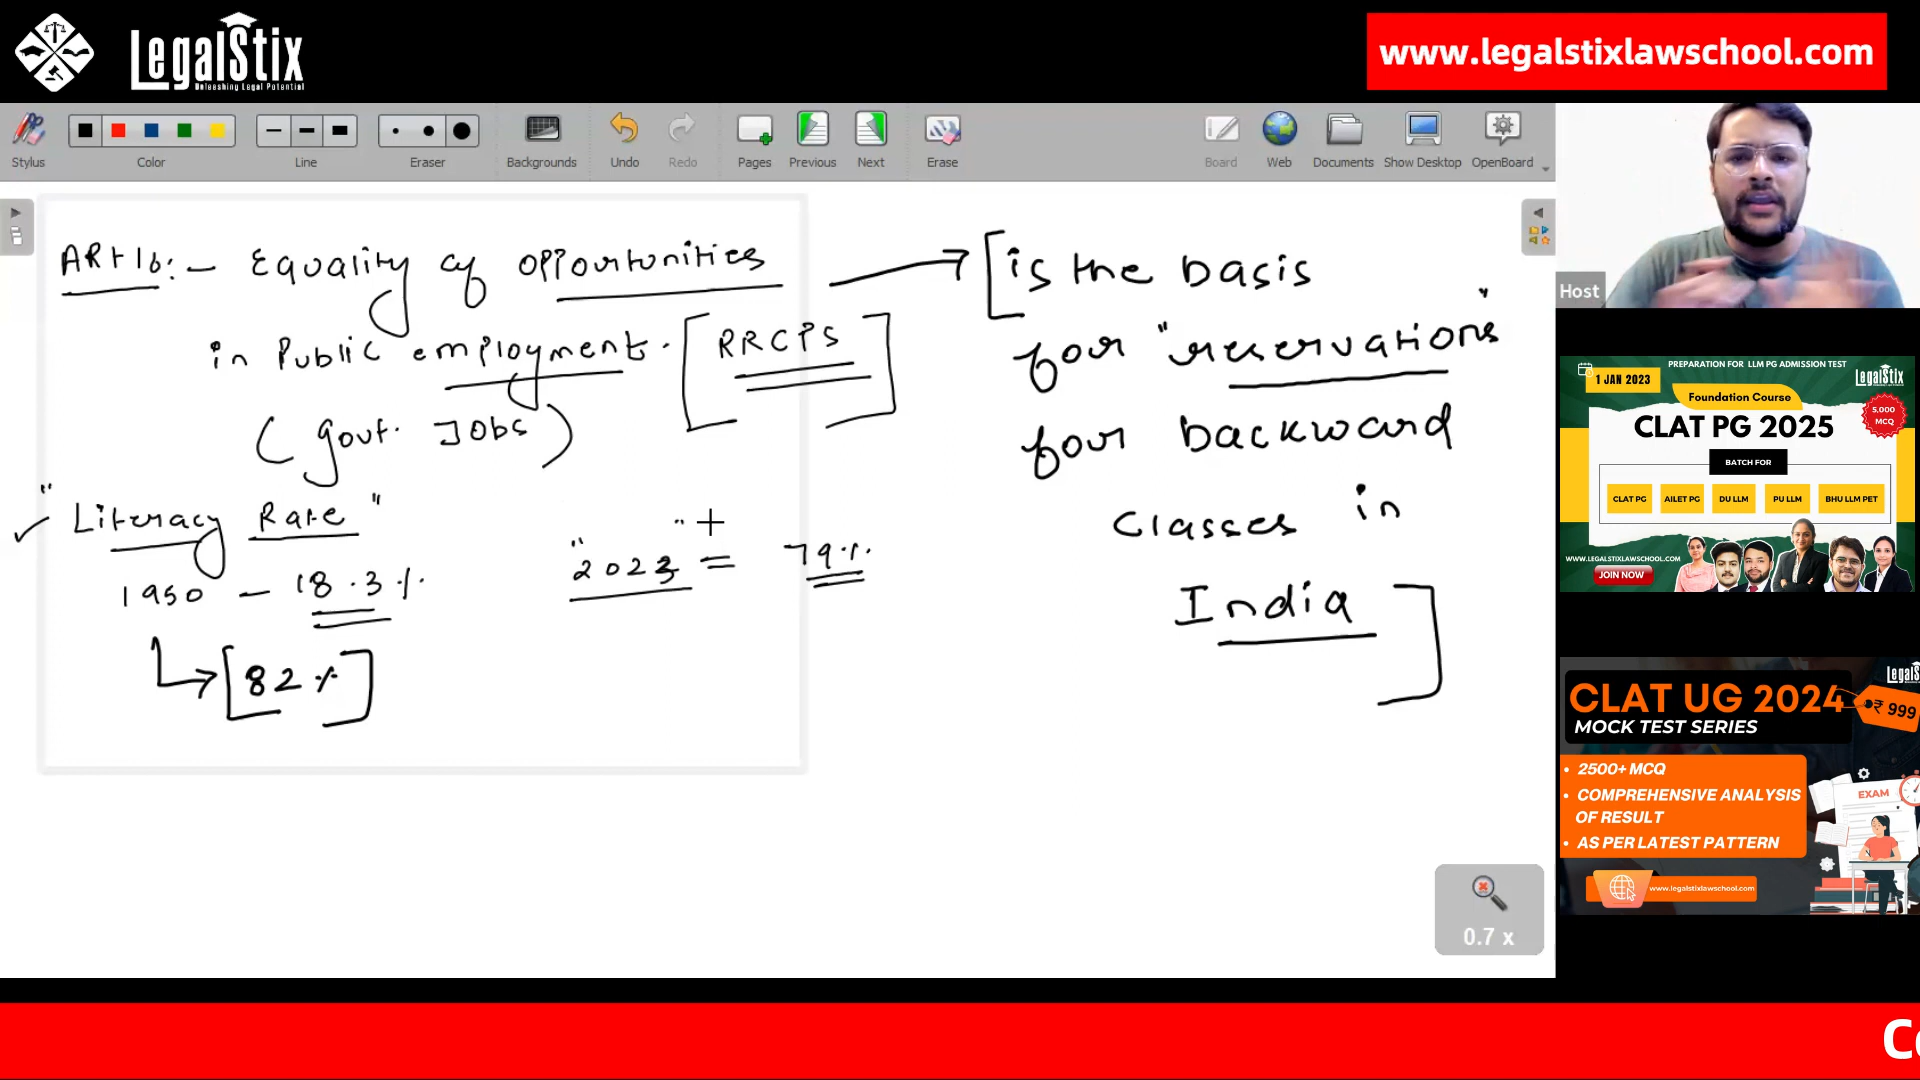 LegalStix
Unleashing Legal Potential
www.legalstixlawschool.com
Stylus
Color
Line
Eraser
Backgrounds
Undo
Redo
Pages
Previous
Next
Erase
Board
Web
Documents
Show Desktop
OpenBoard
ART 16:- Equality of opportunities
in Public employment. [RRCPS]
(Govt. Jobs)
"Literacy Rate"
1950 - 18.3%
[82%]
"2023" = 79%
[is the basis
for "reservations"
for backward
classes in
India]
0.7 x
Host
1 JAN 2023
PREPARATION FOR LLM PG ADMISSION TEST
LegalStix
Foundation Course
CLAT PG 2025
5,000
MCQ
BATCH FOR
CLAT PG
AILET PG
DU LLM
PU LLM
BHU LLM PET
WWW.LEGALSTIXLAWSCHOOL.COM
JOIN NOW
Legals
CLAT UG 2024
₹ 999
MOCK TEST SERIES
• 2500+ MCQ
• COMPREHENSIVE ANALYSIS
OF RESULT
• AS PER LATEST PATTERN
EXAM
www.legalstixlawschool.com